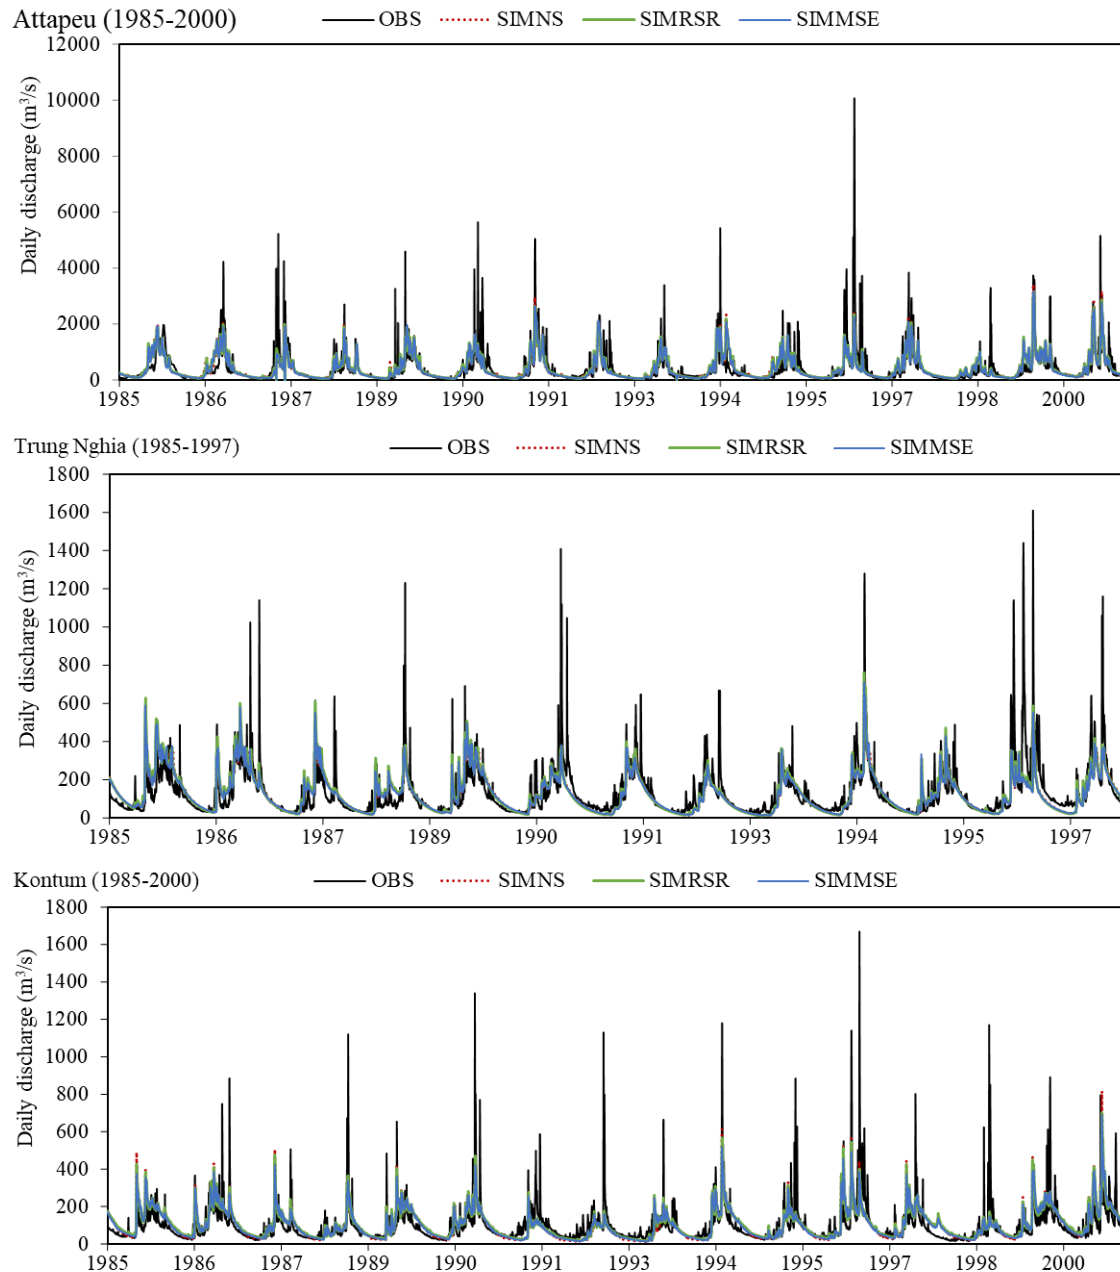 Attapeu (1985-2000)
OBS SIMNS SIMRSR SIMMSE
Daily discharge (m³/s)
12000
10000
8000
6000
4000
2000
0
1985 1986 1987 1989 1990 1991 1993 1994 1995 1997 1998 2000
Trung Nghia (1985-1997)
OBS SIMNS SIMRSR SIMMSE
Daily discharge (m³/s)
1800
1600
1400
1200
1000
800
600
400
200
0
1985 1986 1987 1989 1990 1991 1993 1994 1995 1997
Kontum (1985-2000)
OBS SIMNS SIMRSR SIMMSE
Daily discharge (m³/s)
1800
1600
1400
1200
1000
800
600
400
200
0
1985 1986 1987 1989 1990 1991 1993 1994 1995 1997 1998 2000